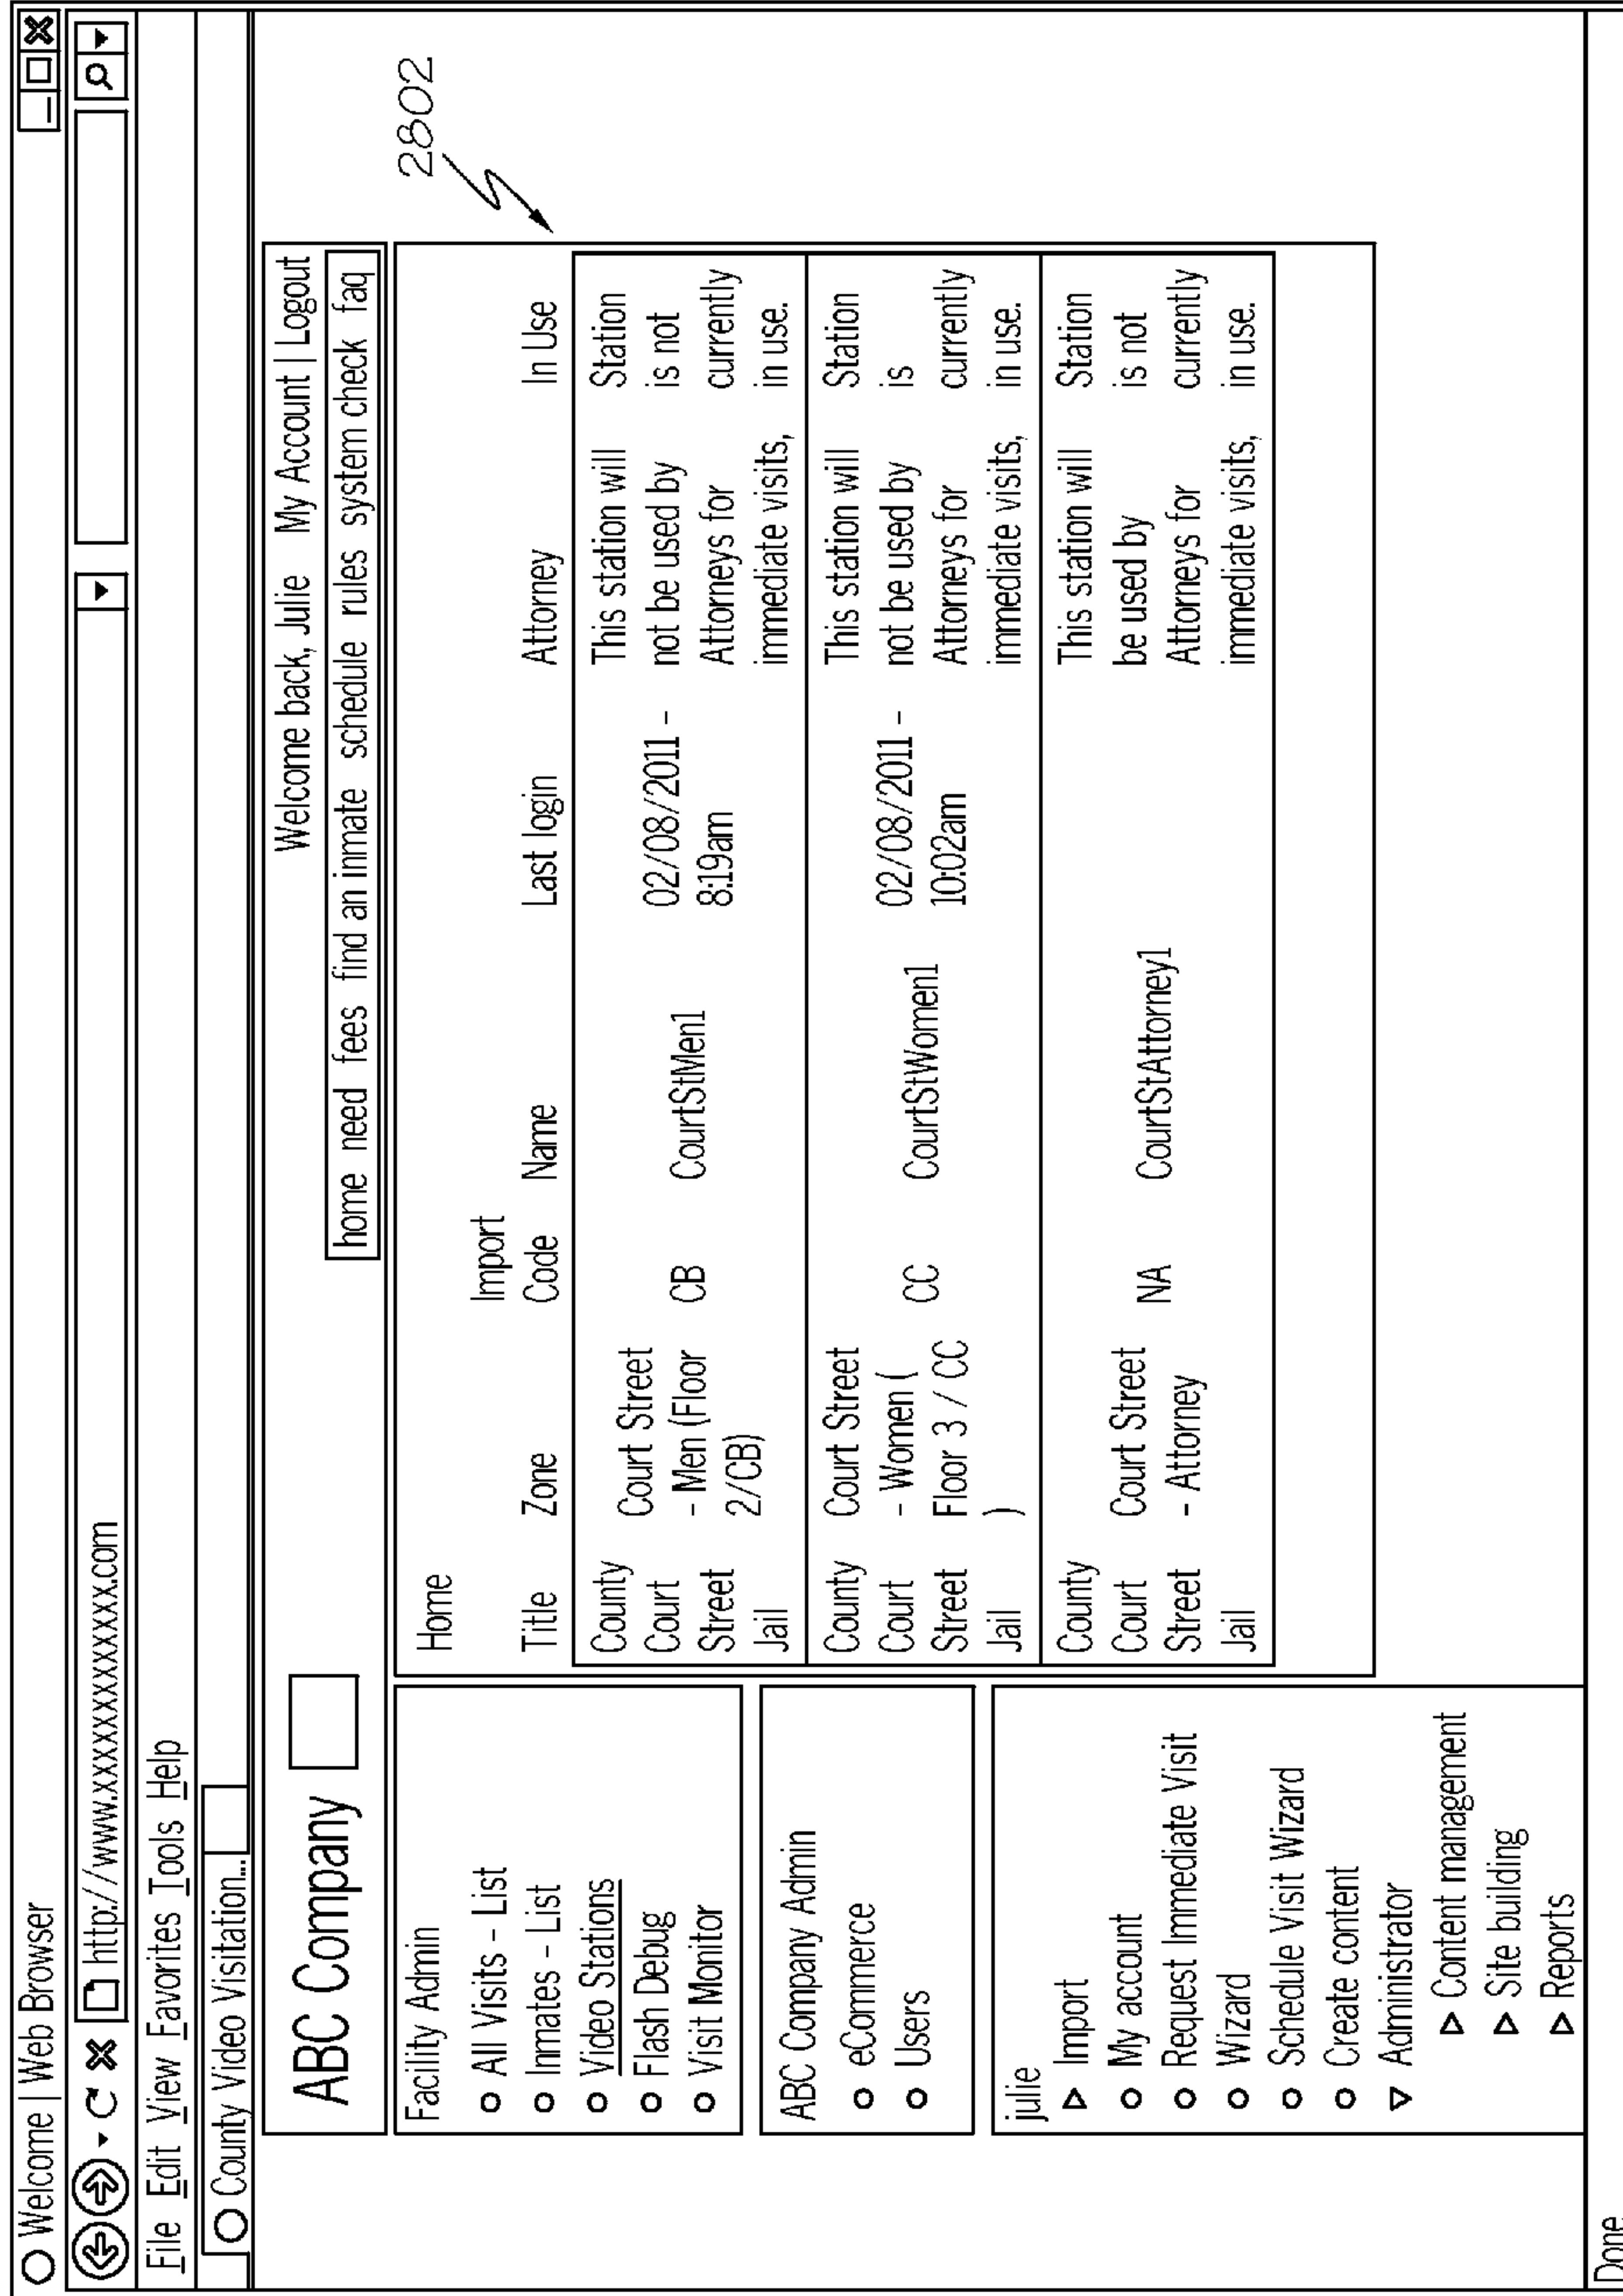 Welcome | Web Browser
http://www.xxxxxxxxxxxxx.com
File Edit View Favorites Tools Help
County Video Visitation...
ABC Company
Welcome back, Julie My Account | Logout
home need fees find an inmate schedule rules system check faq
2802
Facility Admin
All Visits - List
Inmates - List
Video Stations
Flash Debug
Visit Monitor
ABC Company Admin
eCommerce
Users
julie
Import
My account
Request Immediate Visit
Wizard
Schedule Visit Wizard
Create content
Administrator
Content management
Site building
Reports
Home
Import
Title Zone Code Name Last login Attorney In Use
County Court Street This station will Station
Court - Men (Floor CB CourtStMen1 02/08/2011 - not be used by is not
Street 2/CB) 8:19am Attorneys for currently
Jail immediate visits, in use.
County Court Street This station will Station
Court - Women ( CC CourtStWomen1 02/08/2011 - not be used by is
Street Floor 3 / CC 10:02am Attorneys for currently
Jail ) immediate visits, in use.
County Court Street This station will Station
Court - Attorney NA CourtStAttorney1 be used by is not
Street Attorneys for currently
Jail immediate visits, in use.
Done